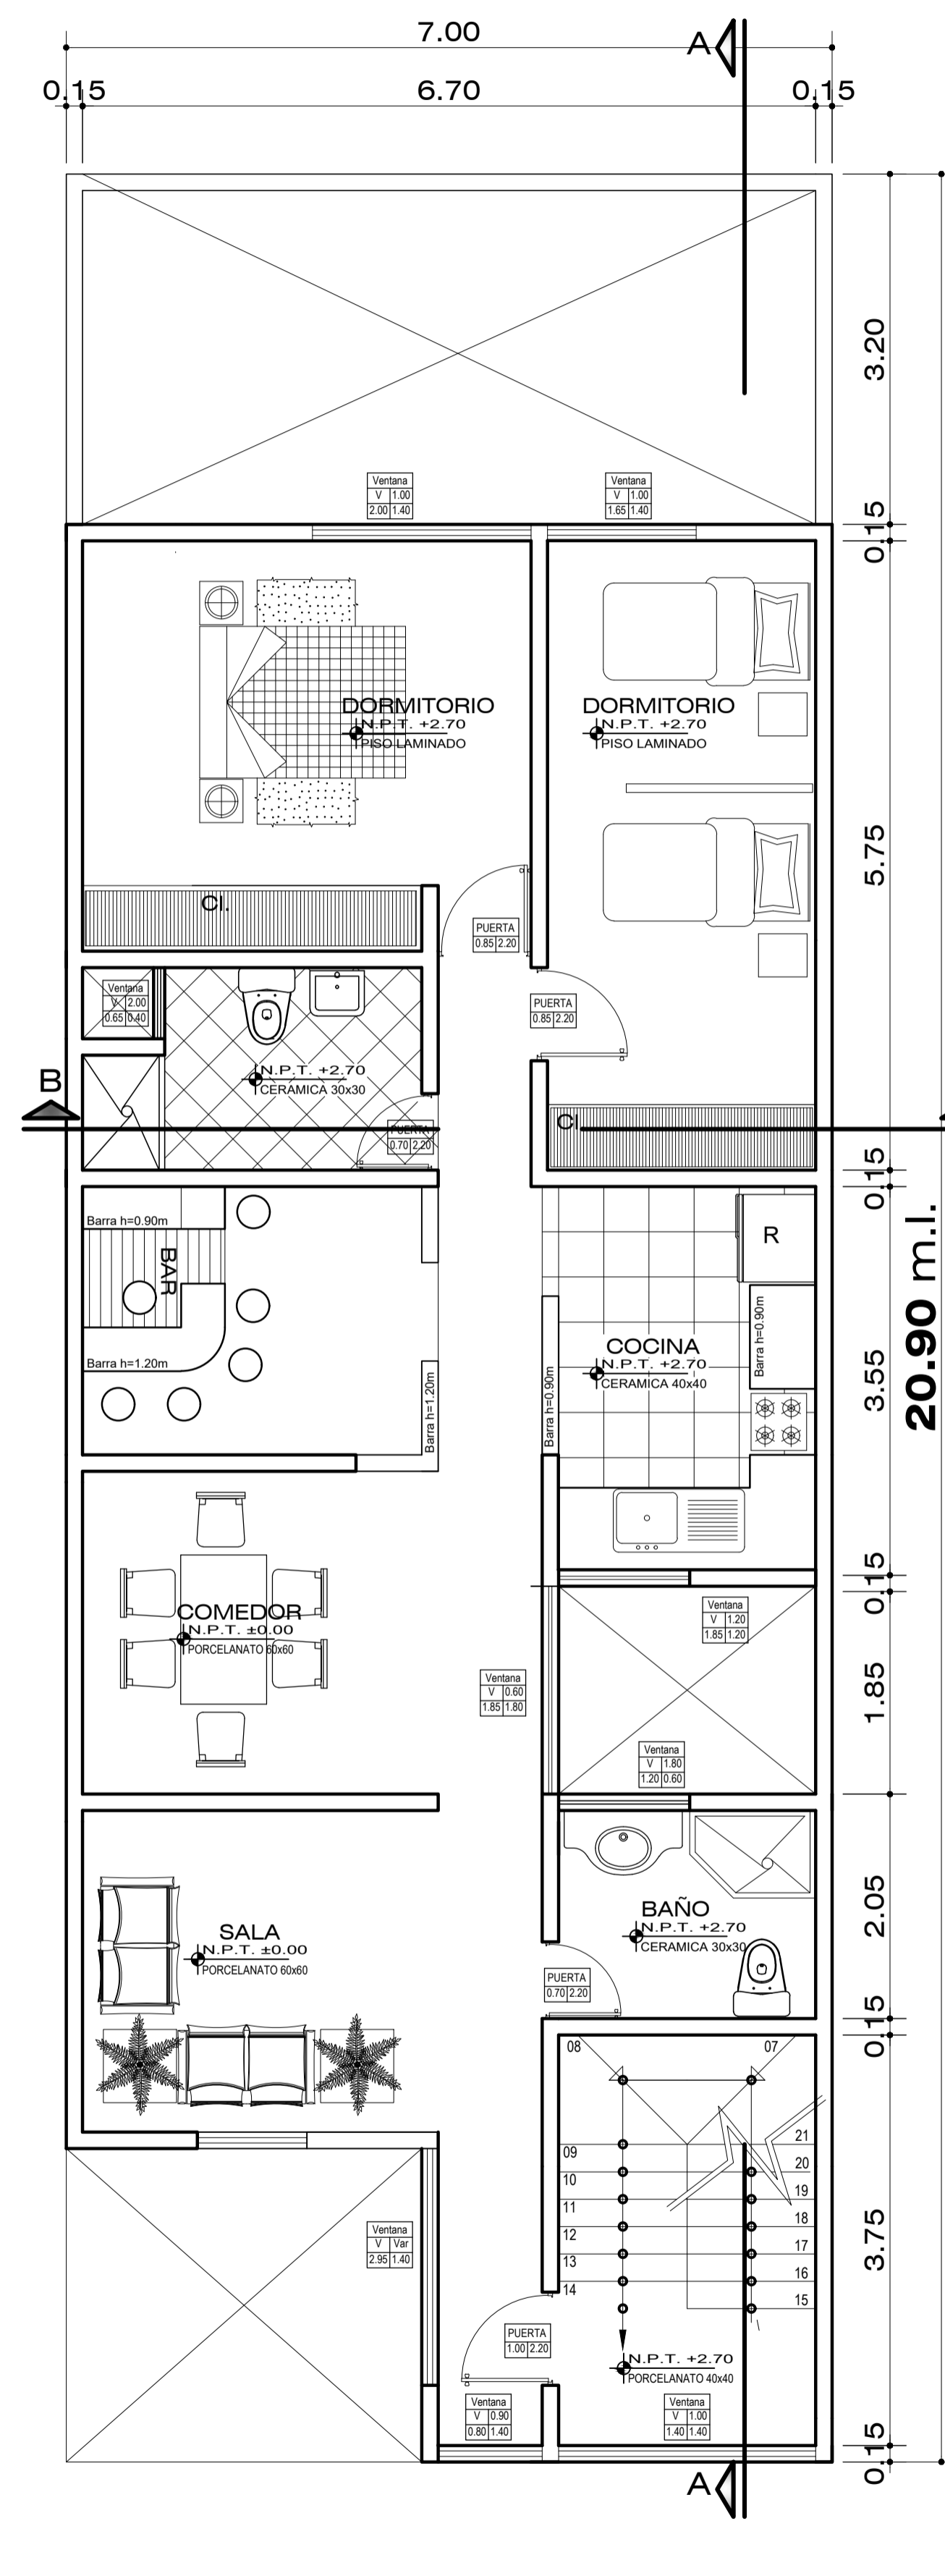 7.00
A
0.15
6.70
0.15
3.20
Ventana
V 1.00
2.00 1.40
Ventana
V 1.00
1.65 1.40
0.15
DORMITORIO
N.P.T. +2.70
PISO LAMINADO
DORMITORIO
N.P.T. +2.70
PISO LAMINADO
5.75
Cl.
PUERTA
0.85 2.20
Ventana
V 2.00
0.65 0.40
PUERTA
0.85 2.20
N.P.T. +2.70
CERAMICA 30x30
B
PUERTA
0.70 2.20
Cl.
0.15
Barra h=0.90m
BAR
R
Barra h=0.90m
COCINA
N.P.T. +2.70
CERAMICA 40x40
Barra h=1.20m
Barra h=1.20m
Barra h=0.90m
3.55
20.90 m.l.
0.15
COMEDOR
N.P.T. ±0.00
PORCELANATO 60x60
Ventana
V 1.20
1.85 1.20
Ventana
V 0.60
1.85 1.80
1.85
Ventana
V 1.80
1.20 0.60
2.05
BAÑO
N.P.T. +2.70
CERAMICA 30x30
SALA
N.P.T. ±0.00
PORCELANATO 60x60
PUERTA
0.70 2.20
0.15
08
07
21
09
20
10
19
11
18
12
17
13
16
14
15
Ventana
V Var
2.95 1.40
3.75
PUERTA
1.00 2.20
N.P.T. +2.70
PORCELANATO 40x40
Ventana
V 0.90
0.80 1.40
Ventana
V 1.00
1.40 1.40
0.15
A